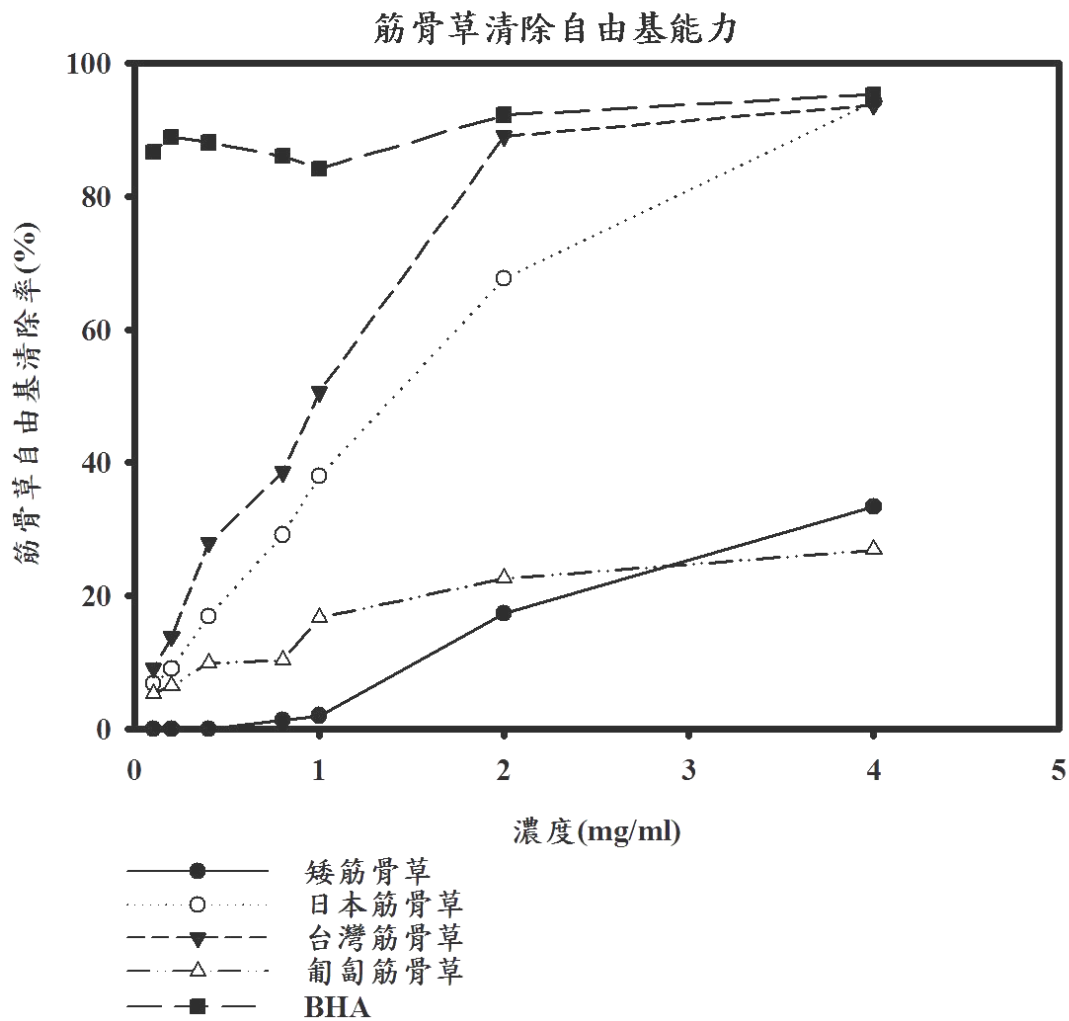 筋骨草清除自由基能力
筋骨草自由基清除率(%)
100
80
60
40
20
0
0 1 2 3 4 5
濃度(mg/ml)
矮筋骨草
日本筋骨草
台灣筋骨草
匍匐筋骨草
BHA